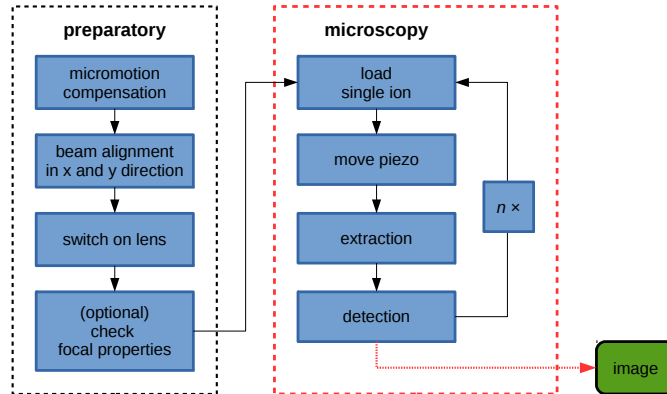 preparatory
micromotion
compensation
beam alignment
in x and y direction
switch on lens
(optional)
check
focal properties
microscopy
load
single ion
move piezo
extraction
detection
n ×
image